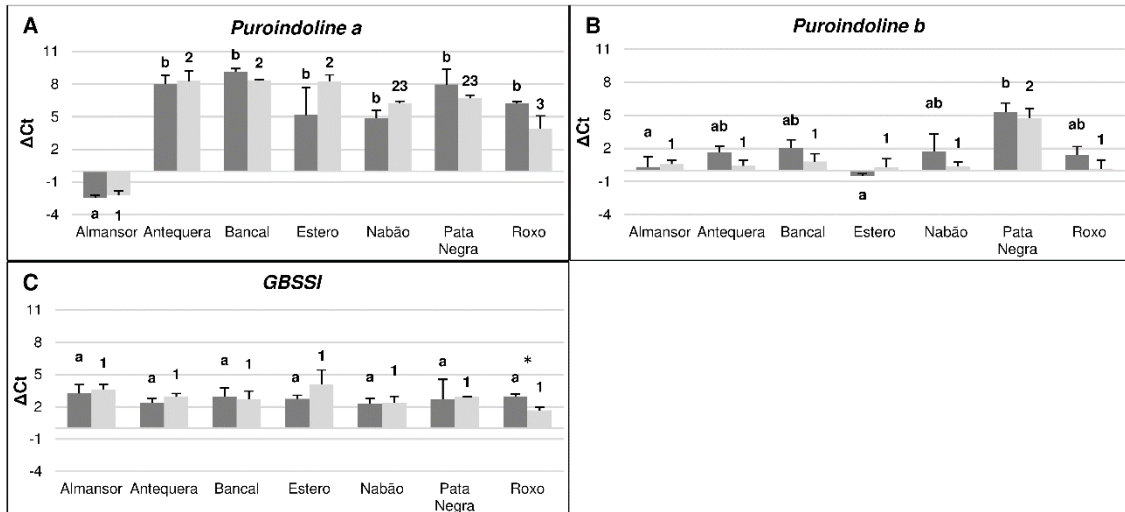 A
Puroindoline a
ΔCt
11
8
5
2
-1
-4
b 2 b 2 b 2 b 23 b 23 b 3
a 1
Almansor Antequera Bancal Estero Nabão Pata Negra Roxo
B
Puroindoline b
ΔCt
11
8
5
2
-1
-4
a 1 ab 1 ab 1 1 ab 1 b 2 ab 1
a
Almansor Antequera Bancal Estero Nabão Pata Negra Roxo
C
GBSSI
ΔCt
11
8
5
2
-1
-4
*
a 1 a 1 a 1 a 1 a 1 a 1 a 1
Almansor Antequera Bancal Estero Nabão Pata Negra Roxo